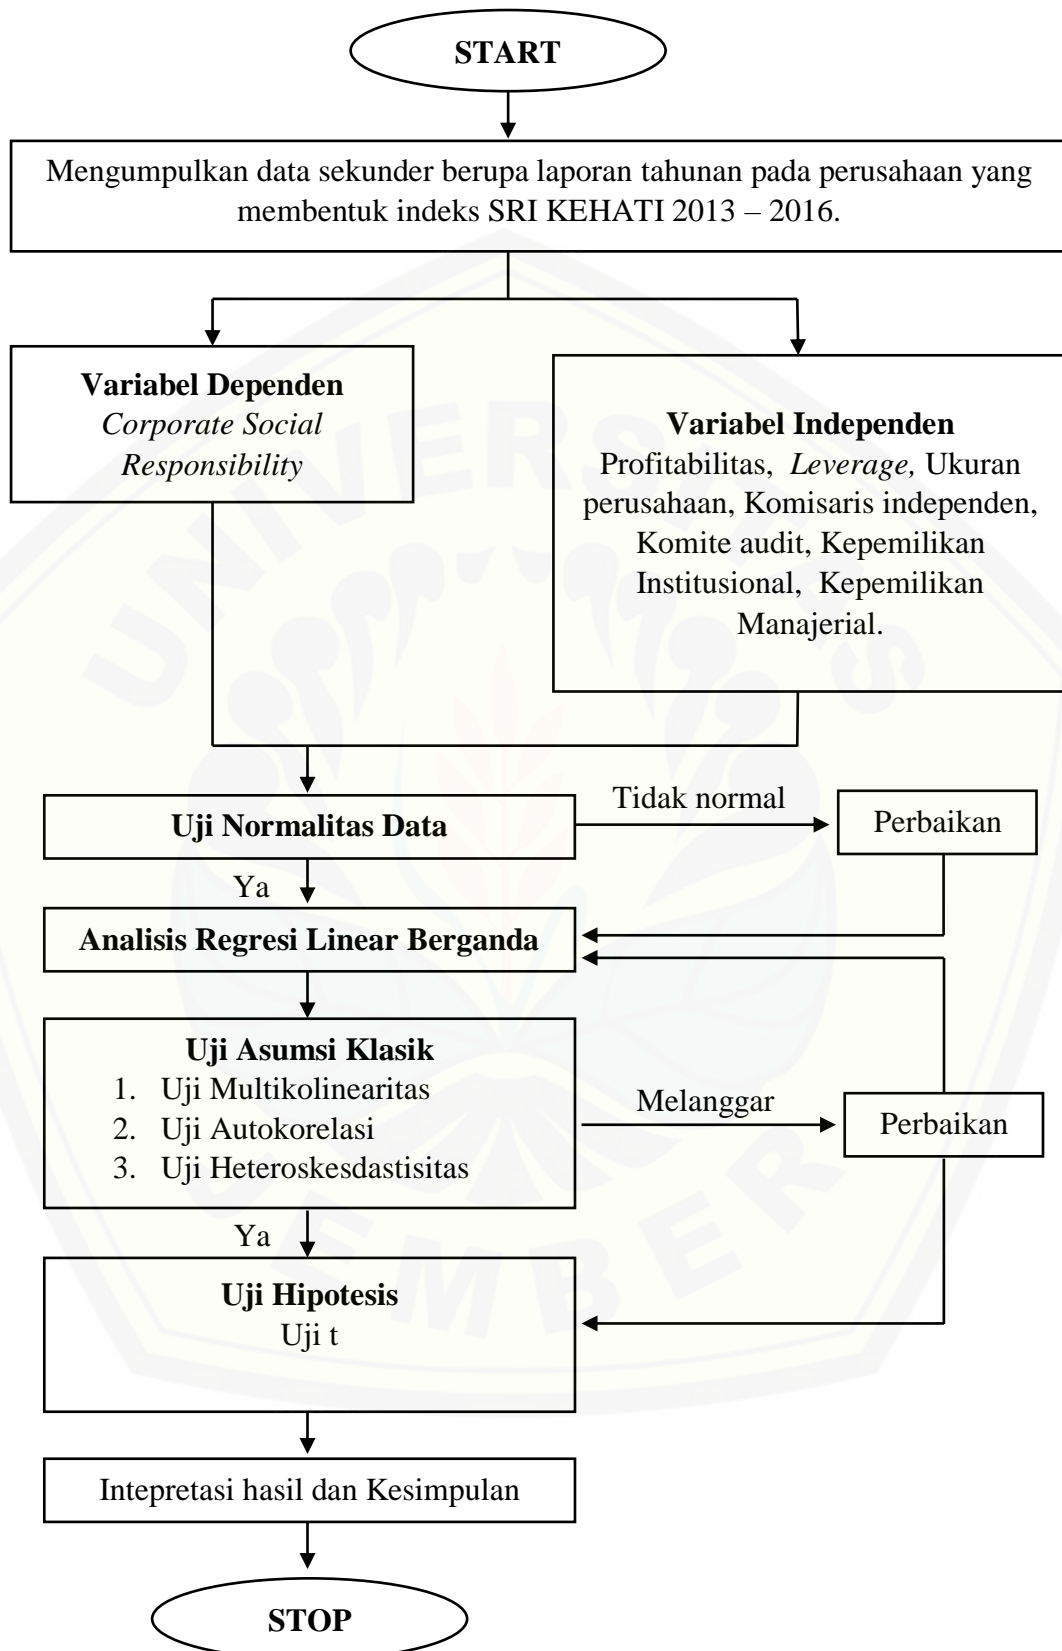 START
Mengumpulkan data sekunder berupa laporan tahunan pada perusahaan yang
membentuk indeks SRI KEHATI 2013 – 2016.
Variabel Dependen
Corporate Social
Responsibility
Variabel Independen
Profitabilitas, Leverage, Ukuran
perusahaan, Komisaris independen,
Komite audit, Kepemilikan
Institusional, Kepemilikan
Manajerial.
Uji Normalitas Data
Tidak normal
Perbaikan
Ya
Analisis Regresi Linear Berganda
Uji Asumsi Klasik
1. Uji Multikolinearitas
2. Uji Autokorelasi
3. Uji Heteroskesdastisitas
Melanggar
Perbaikan
Ya
Uji Hipotesis
Uji t
Intepretasi hasil dan Kesimpulan
STOP
UNIVERSITAS
JEMBER